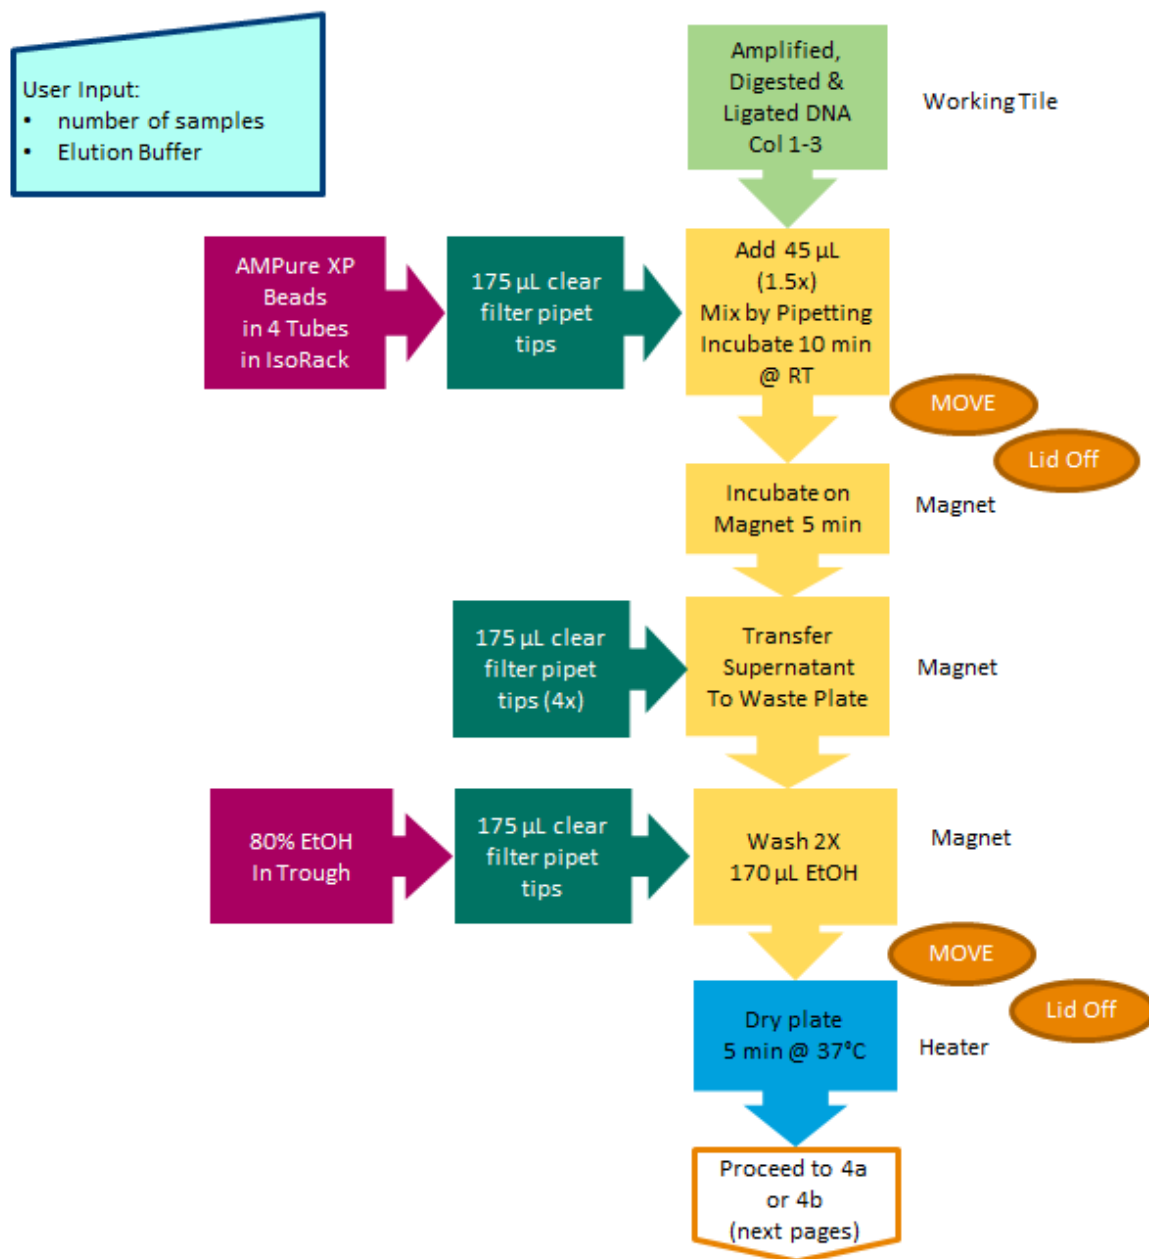 User Input:
• number of samples
• Elution Buffer
Amplified,
Digested &
Ligated DNA
Col 1-3
Working Tile
AMPure XP
Beads
in 4 Tubes
in IsoRack
175 µL clear
filter pipet
tips
Add 45 µL
(1.5x)
Mix by Pipetting
Incubate 10 min
@ RT
MOVE
Lid Off
Incubate on
Magnet 5 min
Magnet
175 µL clear
filter pipet
tips (4x)
Transfer
Supernatant
To Waste Plate
Magnet
80% EtOH
In Trough
175 µL clear
filter pipet
tips
Wash 2X
170 µL EtOH
Magnet
MOVE
Lid Off
Dry plate
5 min @ 37°C
Heater
Proceed to 4a
or 4b
(next pages)